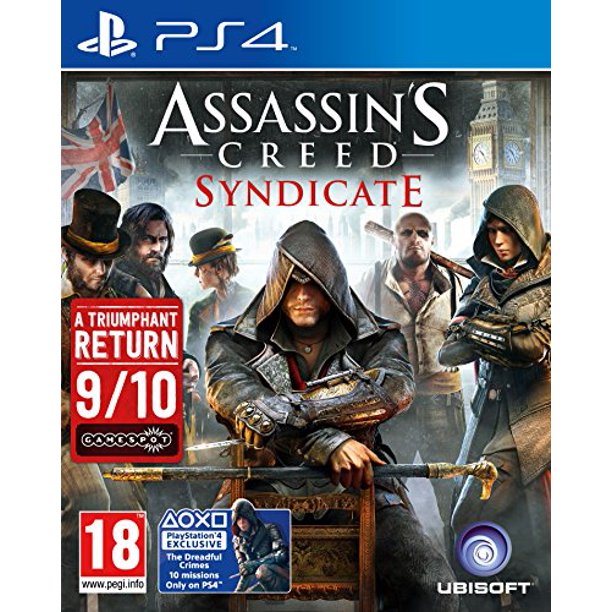 PS4™
ASSASSIN'S
CREED
SYNDICATE
A TRIUMPHANT
RETURN
9/10
GAMESPOT
18
www.pegi.info
PlayStation®4
EXCLUSIVE
The Dreadful
Crimes
10 missions
Only on PS4™
UBISOFT®